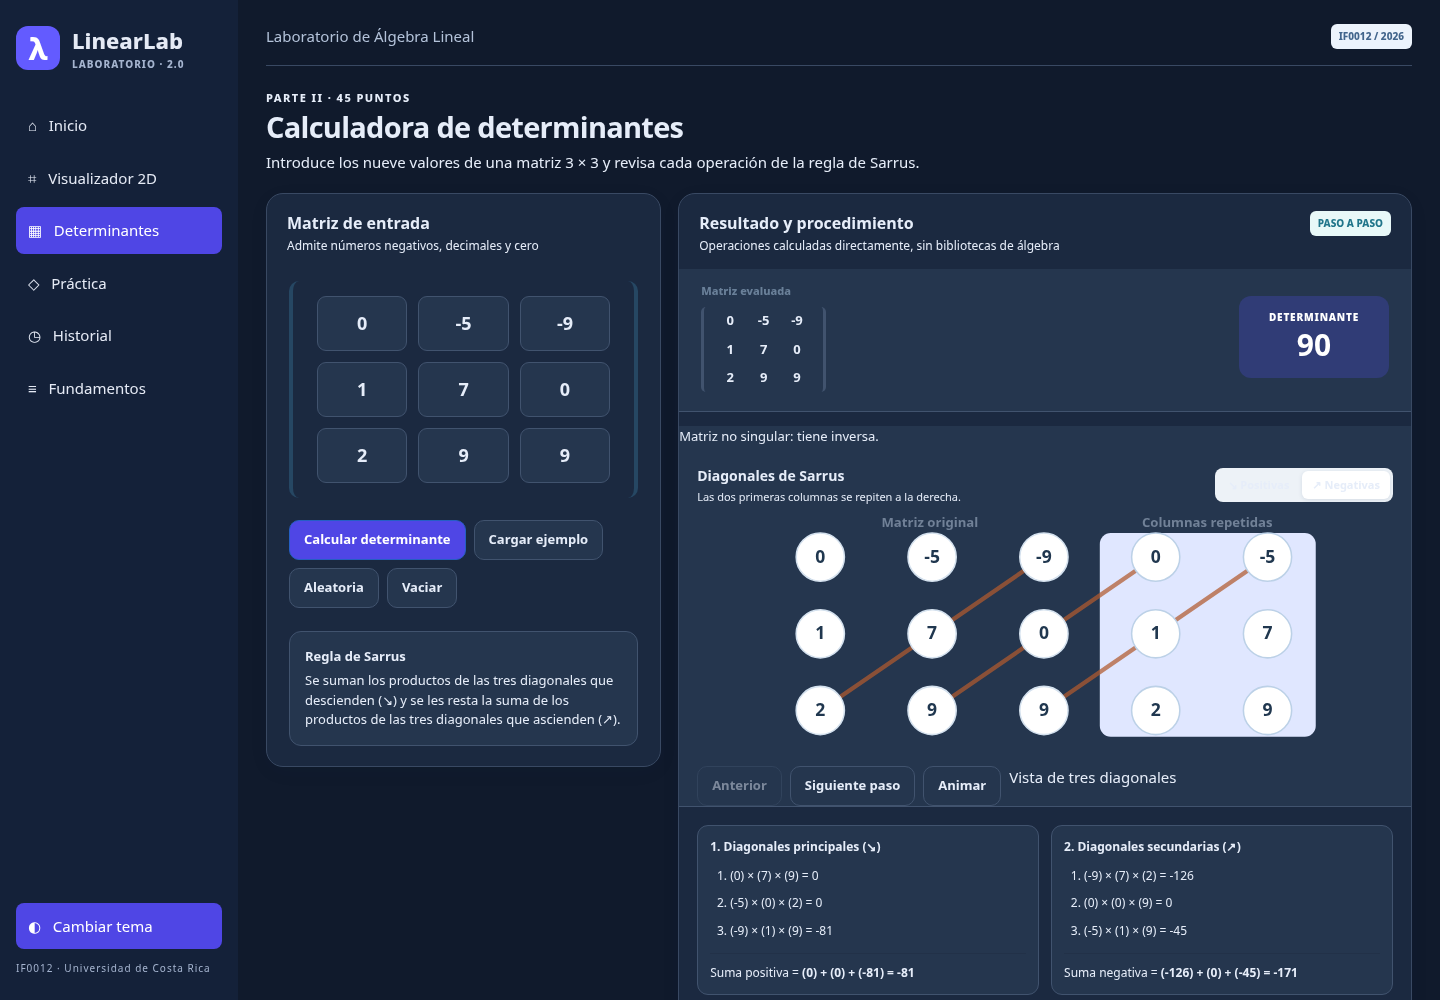 λ LinearLab
LABORATORIO · 2.0
⌂ Inicio
⌗ Visualizador 2D
▦ Determinantes
◇ Práctica
◷ Historial
≡ Fundamentos
◐ Cambiar tema
IF0012 · Universidad de Costa Rica
Laboratorio de Álgebra Lineal
IF0012 / 2026
PARTE II · 45 PUNTOS
Calculadora de determinantes
Introduce los nueve valores de una matriz 3 × 3 y revisa cada operación de la regla de Sarrus.
Matriz de entrada
Admite números negativos, decimales y cero
0 -5 -9
1 7 0
2 9 9
Calcular determinante
Cargar ejemplo
Aleatoria
Vaciar
Regla de Sarrus
Se suman los productos de las tres diagonales que
descienden (↘) y se les resta la suma de los
productos de las tres diagonales que ascienden (↗).
Resultado y procedimiento
Operaciones calculadas directamente, sin bibliotecas de álgebra
PASO A PASO
Matriz evaluada
0 -5 -9
1 7 0
2 9 9
DETERMINANTE
90
Matriz no singular: tiene inversa.
Diagonales de Sarrus
Las dos primeras columnas se repiten a la derecha.
↘ Positivas
↗ Negativas
Matriz original
Columnas repetidas
0 -5 -9 0 -5
1 7 0 1 7
2 9 9 2 9
Anterior
Siguiente paso
Animar
Vista de tres diagonales
1. Diagonales principales (↘)
1. (0) × (7) × (9) = 0
2. (-5) × (0) × (2) = 0
3. (-9) × (1) × (9) = -81
Suma positiva = (0) + (0) + (-81) = -81
2. Diagonales secundarias (↗)
1. (-9) × (7) × (2) = -126
2. (0) × (0) × (9) = 0
3. (-5) × (1) × (9) = -45
Suma negativa = (-126) + (0) + (-45) = -171